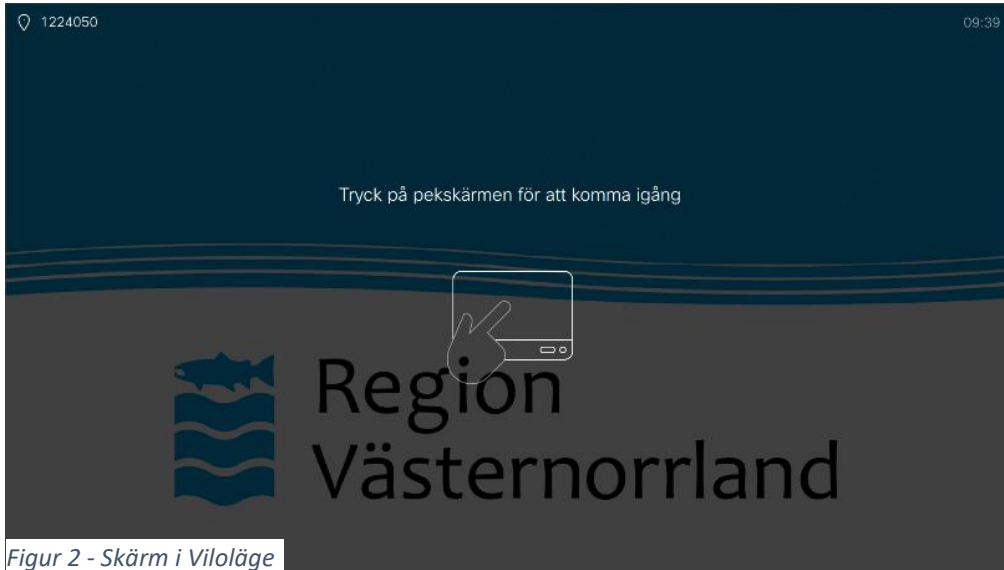 1224050
09:39
Tryck på pekskärmen för att komma igång
Region
Västernorrland
Figur 2 - Skärm i Viloläge